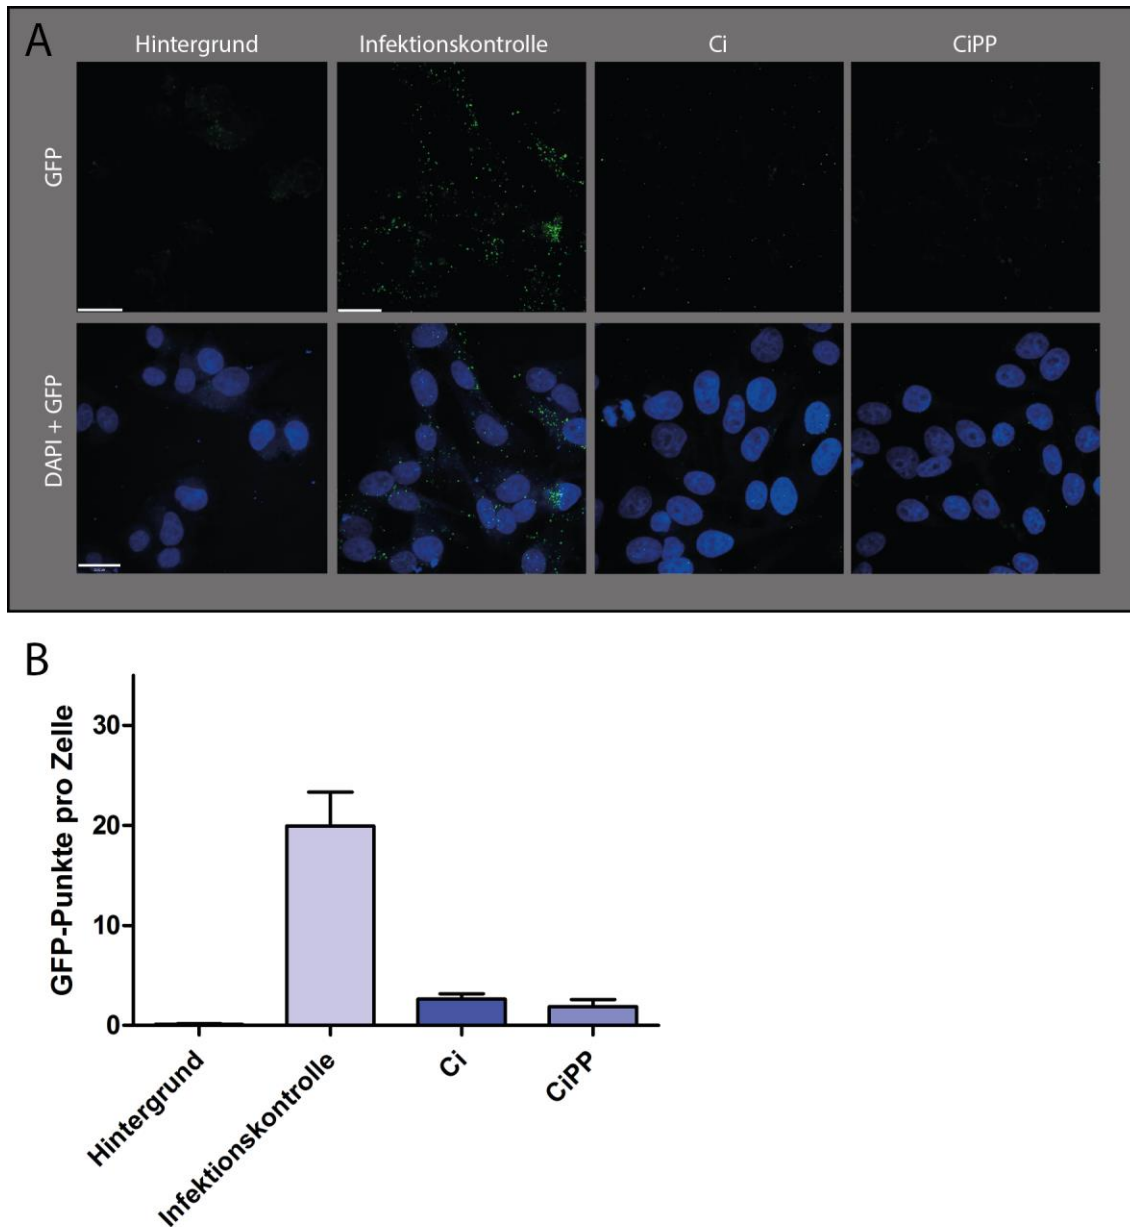 A
Hintergrund
Infektionskontrolle
Ci
CiPP
GFP
DAPI + GFP
B
GFP-Punkte pro Zelle
30
20
10
0
Hintergrund
Infektionskontrolle
Ci
CiPP